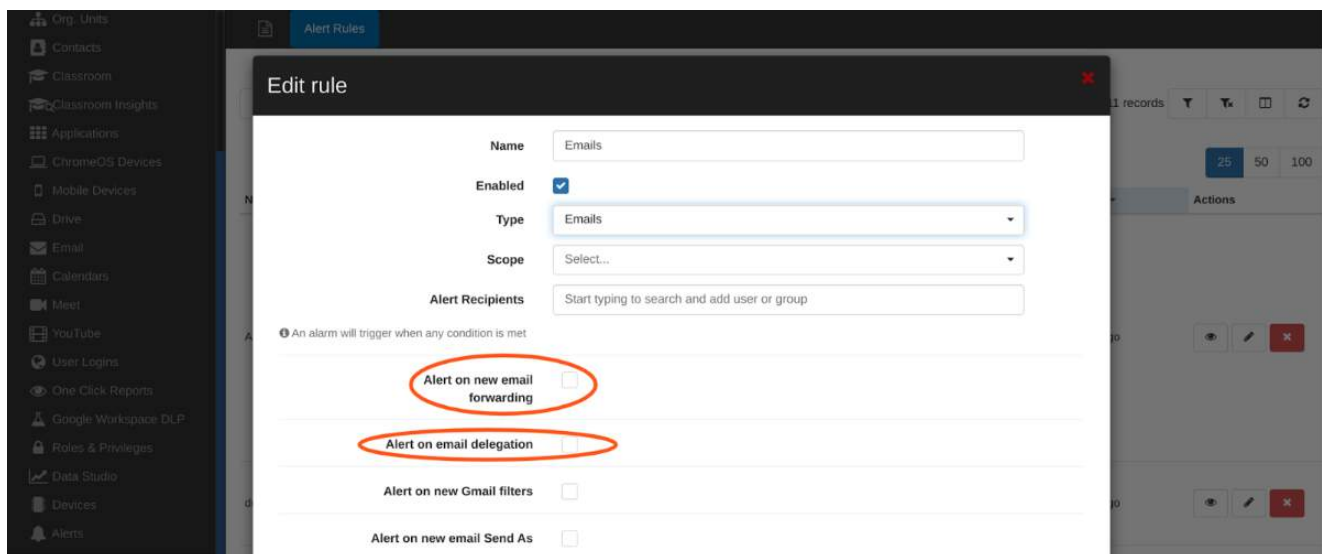 Org. Units
Contacts
Classroom
Classroom Insights
Applications
ChromeOS Devices
Mobile Devices
Drive
Email
Calendars
Meet
YouTube
User Logins
One Click Reports
Google Workspace DLP
Roles & Privileges
Data Studio
Devices
Alerts
Alert Rules
Edit rule
records
25 50 100
Actions
Name Emails
Enabled
Type Emails
Scope Select...
Alert Recipients Start typing to search and add user or group
An alarm will trigger when any condition is met
Alert on new email
forwarding
Alert on email delegation
Alert on new Gmail filters
Alert on new email Send As